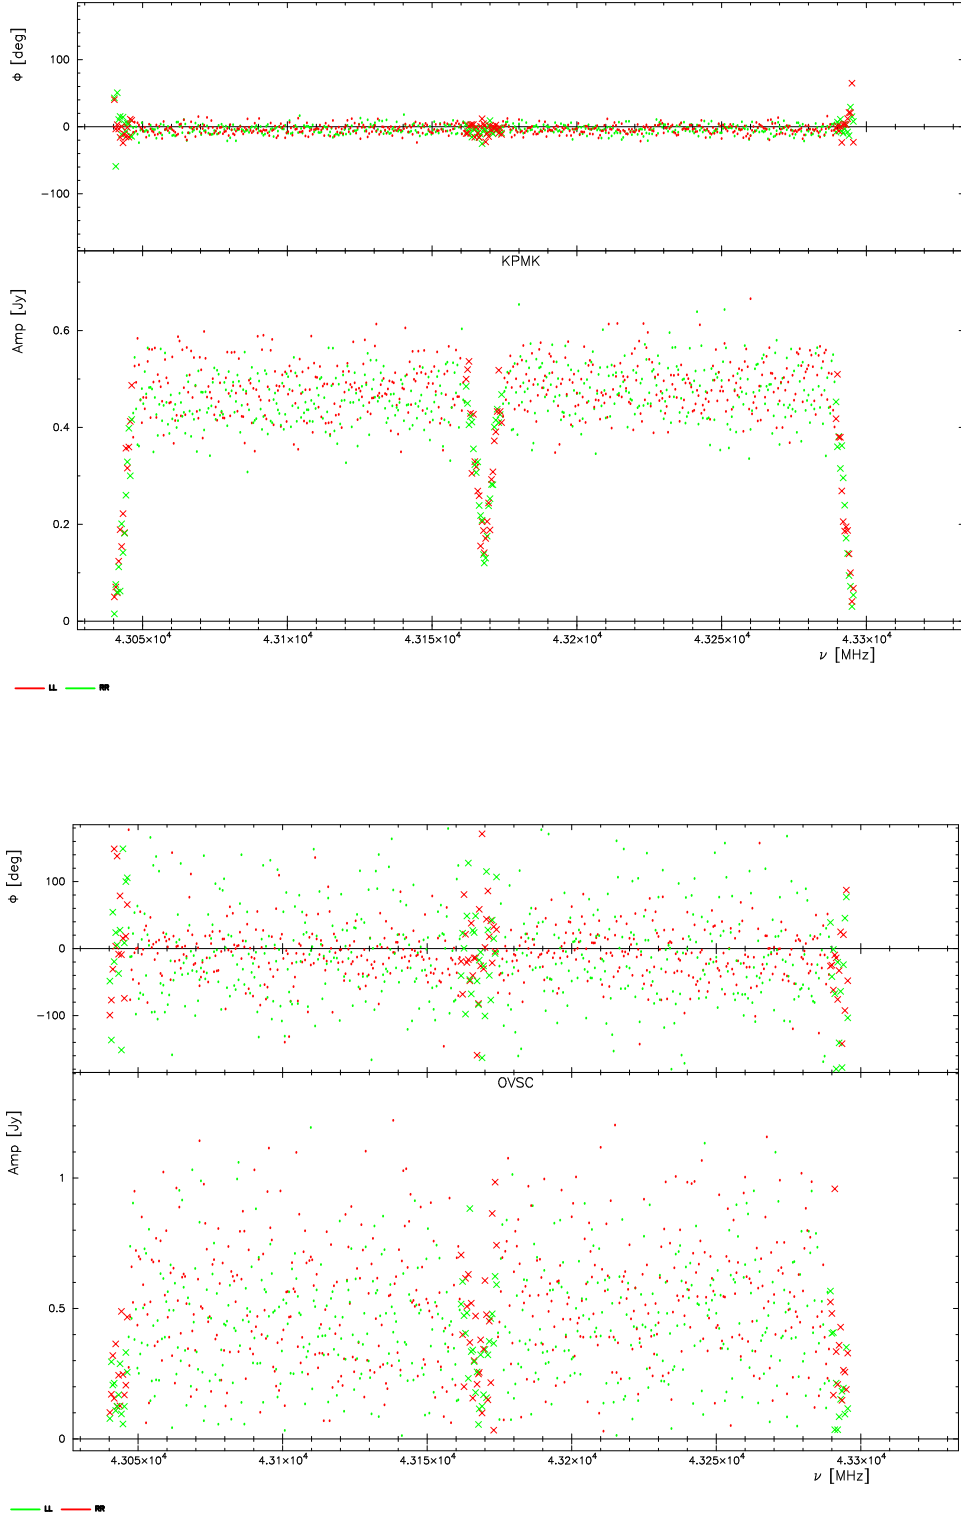 Φ [deg]
100
0
−100
KPMK
Amp [Jy]
0.6
0.4
0.2
0
4.305×10⁴ 4.31×10⁴ 4.315×10⁴ 4.32×10⁴ 4.325×10⁴ 4.33×10⁴
ν [MHz]
LL RR
Φ [deg]
100
0
−100
OVSC
Amp [Jy]
1
0.5
0
4.305×10⁴ 4.31×10⁴ 4.315×10⁴ 4.32×10⁴ 4.325×10⁴ 4.33×10⁴
ν [MHz]
LL RR